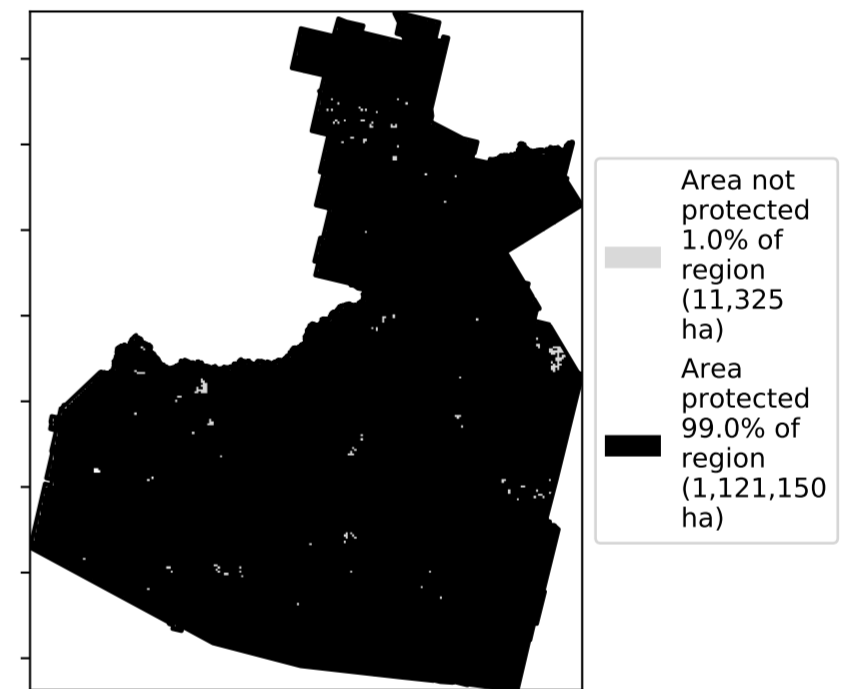 Area not
protected
1.0% of
region
(11,325
ha)
Area
protected
99.0% of
region
(1,121,150
ha)